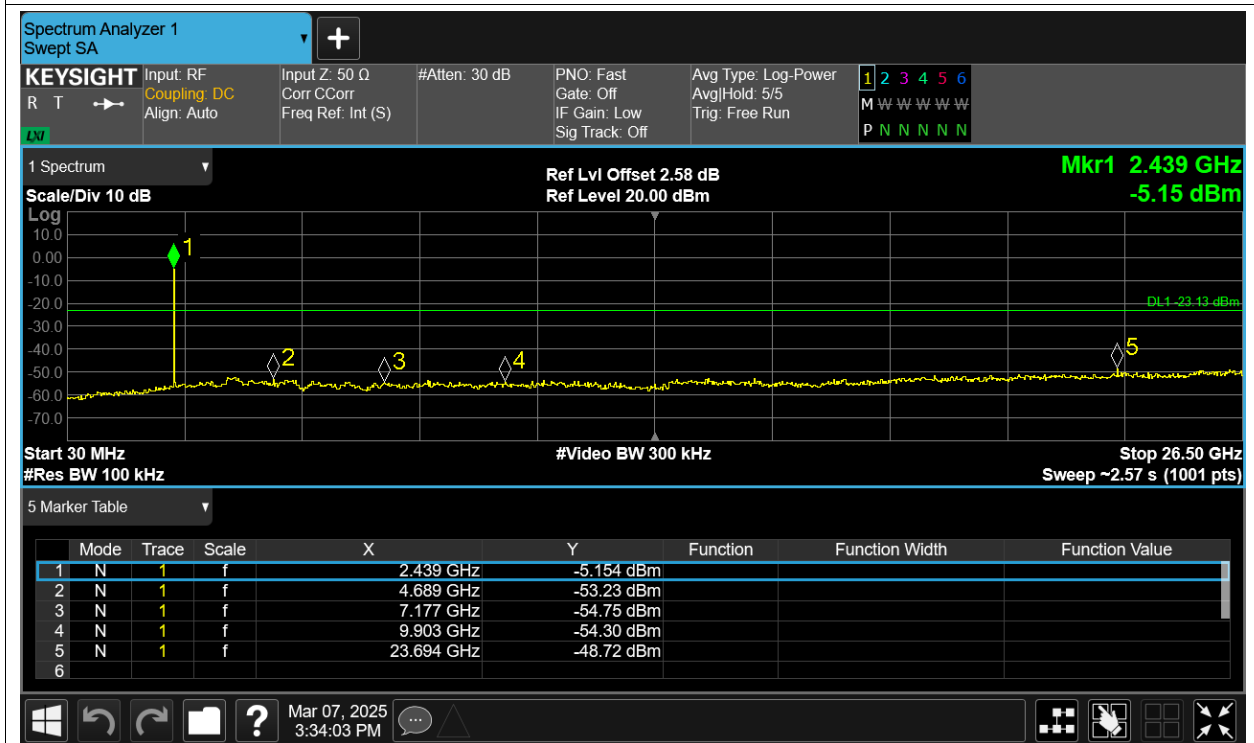 Spectrum Analyzer 1
Swept SA
+
KEYSIGHT Input: RF Input Z: 50 Ω #Atten: 30 dB PNO: Fast Avg Type: Log-Power 1 2 3 4 5 6
R T Coupling: DC Corr CCorr Gate: Off Avg|Hold: 5/5 M W W W W W
Align: Auto Freq Ref: Int (S) IF Gain: Low Trig: Free Run
LXI Sig Track: Off P N N N N N
1 Spectrum Ref Lvl Offset 2.58 dB Mkr1 2.439 GHz
Scale/Div 10 dB Ref Level 20.00 dBm -5.15 dBm
Log
10.0
0.00
-10.0
-20.0
-30.0
-40.0
-50.0
-60.0
-70.0
1
DL1 -23.13 dBm
2
3
4
5
Start 30 MHz #Video BW 300 kHz Stop 26.50 GHz
#Res BW 100 kHz Sweep ~2.57 s (1001 pts)
5 Marker Table
Mode Trace Scale X Y Function Function Width Function Value
1 N 1 f 2.439 GHz -5.154 dBm
2 N 1 f 4.689 GHz -53.23 dBm
3 N 1 f 7.177 GHz -54.75 dBm
4 N 1 f 9.903 GHz -54.30 dBm
5 N 1 f 23.694 GHz -48.72 dBm
6
? Mar 07, 2025
3:34:03 PM